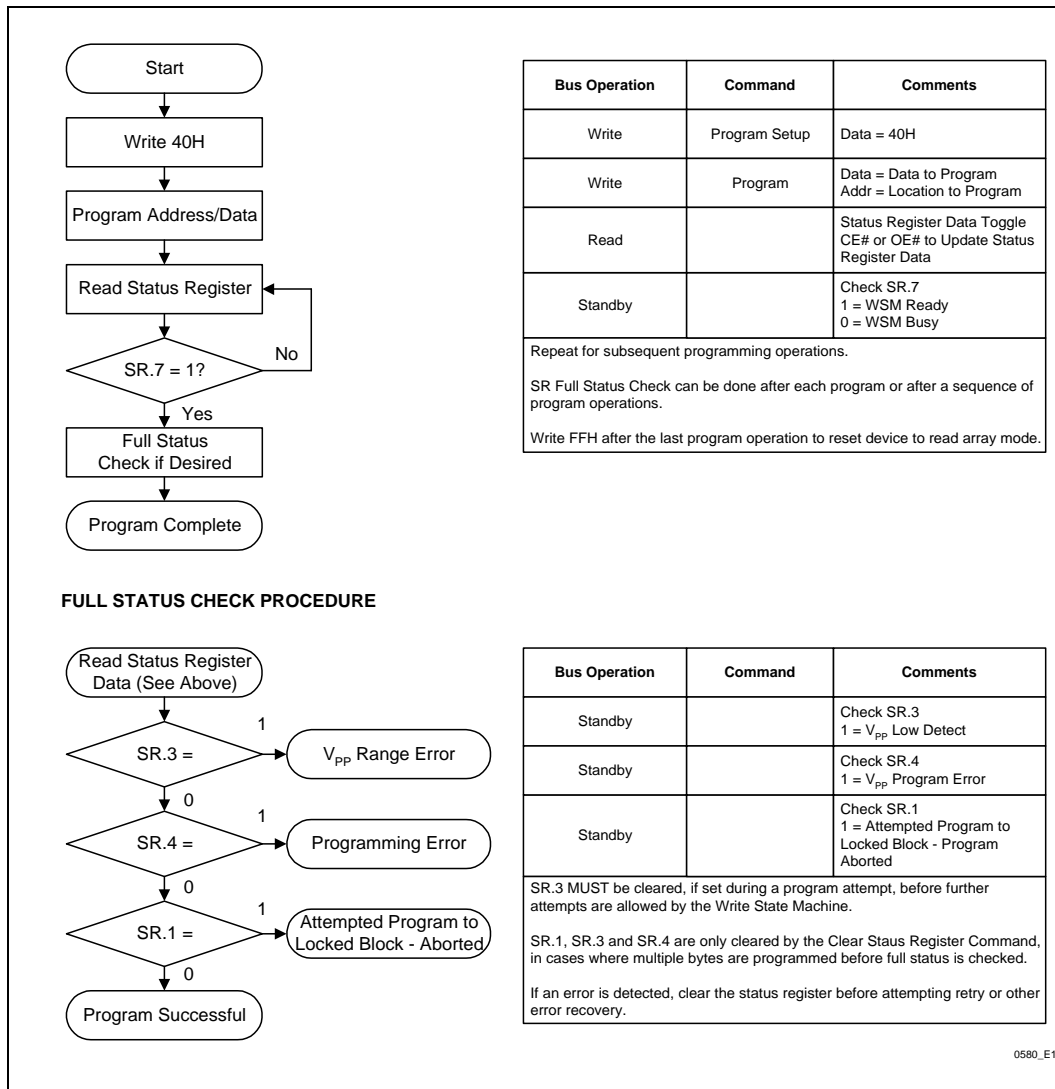 Start
Write 40H
Program Address/Data
Read Status Register
No
SR.7 = 1?
Yes
Full Status
Check if Desired
Program Complete
Bus Operation Command Comments
Write Program Setup Data = 40H
Write Program Data = Data to Program
Addr = Location to Program
Read Status Register Data Toggle
CE# or OE# to Update Status
Register Data
Standby Check SR.7
1 = WSM Ready
0 = WSM Busy
Repeat for subsequent programming operations.
SR Full Status Check can be done after each program or after a sequence of
program operations.
Write FFH after the last program operation to reset device to read array mode.
FULL STATUS CHECK PROCEDURE
Read Status Register
Data (See Above)
1
SR.3 = VPP Range Error
0
1
SR.4 = Programming Error
0
1
SR.1 = Attempted Program to
Locked Block - Aborted
0
Program Successful
Bus Operation Command Comments
Standby Check SR.3
1 = VPP Low Detect
Standby Check SR.4
1 = VPP Program Error
Standby Check SR.1
1 = Attempted Program to
Locked Block - Program
Aborted
SR.3 MUST be cleared, if set during a program attempt, before further
attempts are allowed by the Write State Machine.
SR.1, SR.3 and SR.4 are only cleared by the Clear Staus Register Command,
in cases where multiple bytes are programmed before full status is checked.
If an error is detected, clear the status register before attempting retry or other
error recovery.
0580_E1